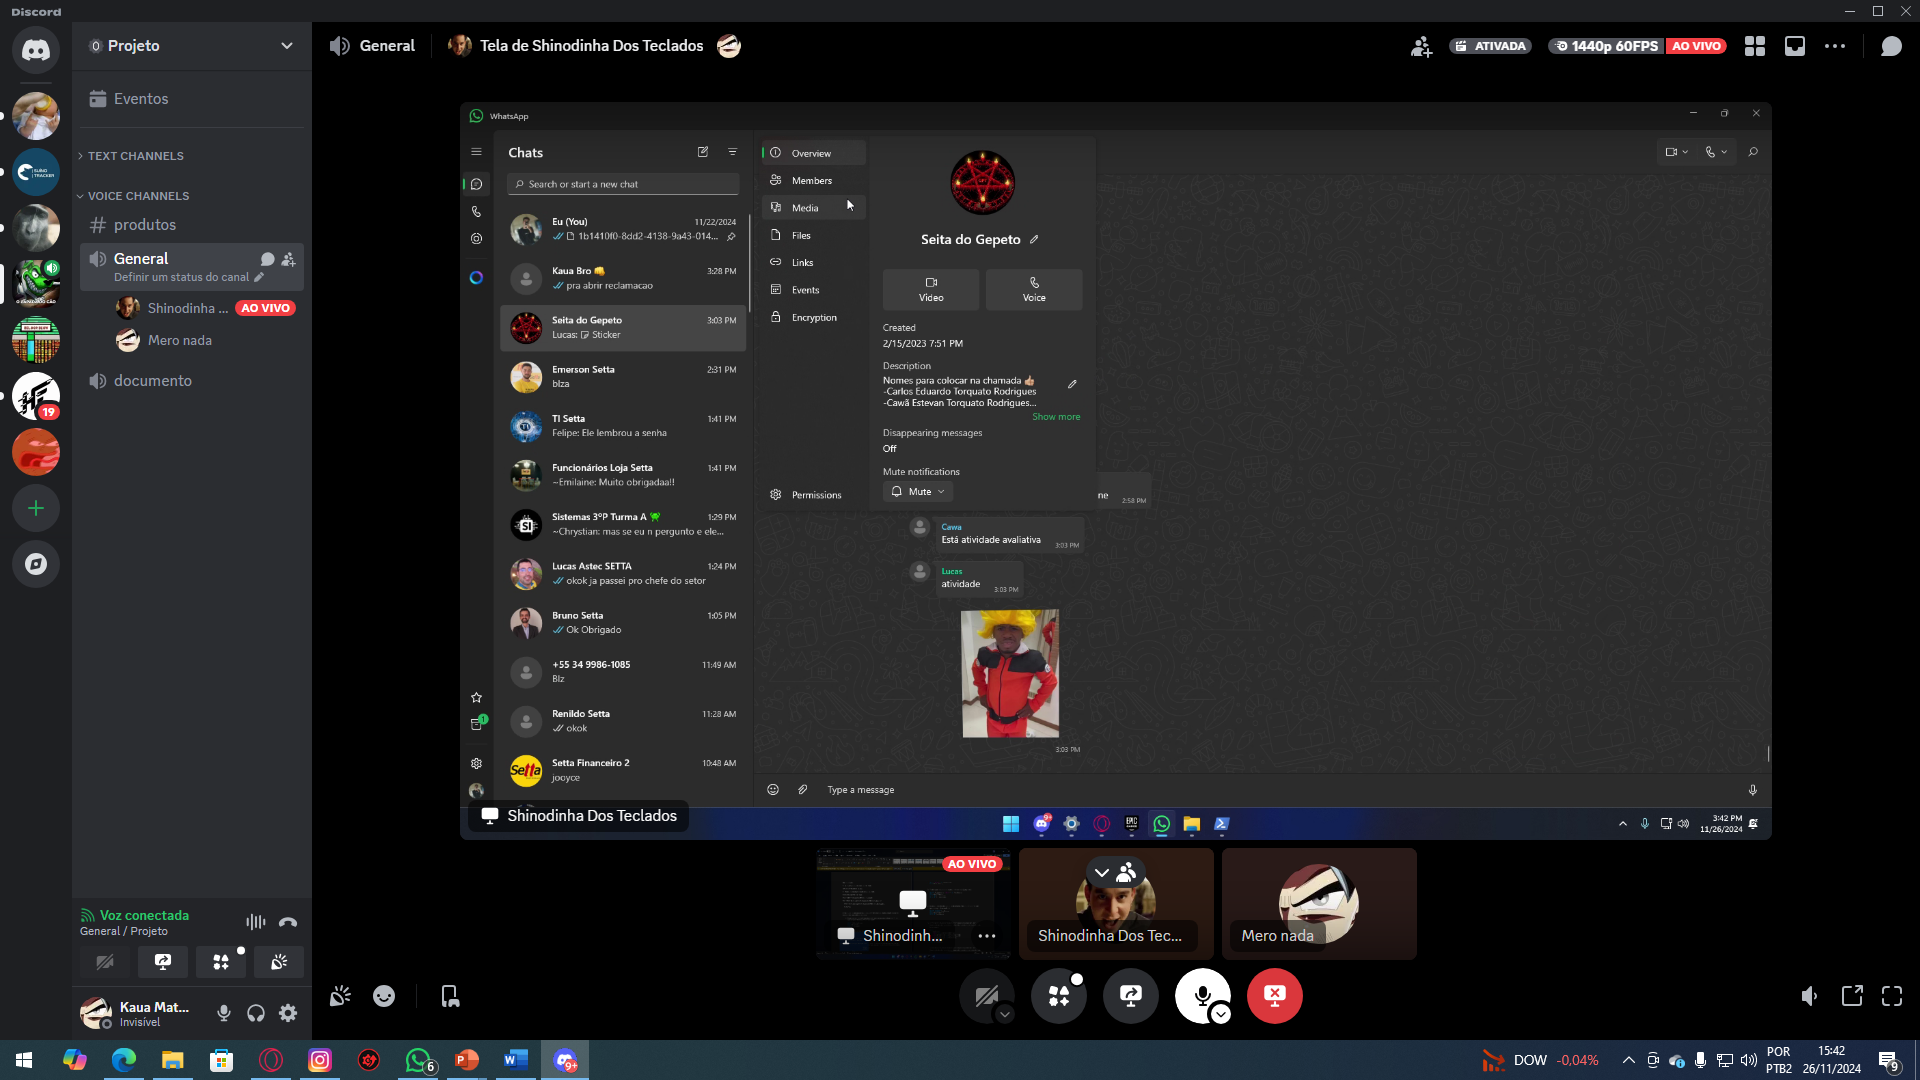 Discord
Projeto
Eventos
TEXT CHANNELS
VOICE CHANNELS
produtos
General
Definir um status do canal
Shinodinha ...
AO VIVO
Mero nada
documento
19
Voz conectada
General / Projeto
Kaua Mat...
Invisível
General
Tela de Shinodinha Dos Teclados
ATIVADA
1440p 60FPS
AO VIVO
WhatsApp
Chats
Search or start a new chat
Eu (You)
11/22/2024
1b1410f0-8dd2-4138-9a43-014...
Kaua Bro
3:28 PM
pra abrir reclamacao
Seita do Gepeto
3:03 PM
Lucas: Sticker
Emerson Setta
2:31 PM
blza
TI Setta
1:41 PM
Felipe: Ele lembrou a senha
Funcionários Loja Setta
1:41 PM
~Emilaine: Muito obrigadaa!!
Sistemas 3ºP Turma A
1:29 PM
~Chrystian: mas se eu n pergunto e ele...
Lucas Astec SETTA
1:24 PM
okok ja passei pro chefe do setor
Bruno Setta
1:05 PM
Ok Obrigado
+55 34 9986-1085
11:49 AM
Blz
Renildo Setta
11:28 AM
okok
Setta Financeiro 2
10:48 AM
jooyce
Overview
Members
Media
Files
Links
Events
Encryption
Permissions
Seita do Gepeto
Video
Voice
Created
2/15/2023 7:51 PM
Description
Nomes para colocar na chamada
-Carlos Eduardo Torquato Rodrigues
-Cawã Estevan Torquato Rodrigues...
Show more
Disappearing messages
Off
Mute notifications
Mute
ne
2:58 PM
Cawa
Está atividade avaliativa
3:03 PM
Lucas
atividade
3:03 PM
3:03 PM
Type a message
Shinodinha Dos Teclados
3:42 PM
11/26/2024
AO VIVO
Shinodinh...
Shinodinha Dos Tec...
Mero nada
6
9+
DOW -0,04%
POR
PTB2
15:42
26/11/2024
9